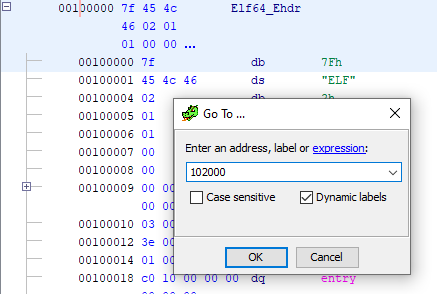 00100000 7f 45 4c Elf64_Ehdr
46 02 01
01 00 00 ...
00100000 7f db 7Fh
00100001 45 4c 46 ds "ELF"
00100004 02 db 2h
00100005 01
00100006 01
00100007 00
00100008 00
00100009 00 00
00 00
00100010 03 00
00100012 3e 00
00100014 01 00
00100018 c0 10 00 00 00 dq entry
Go To ...
Enter an address, label or expression:
102000
Case sensitive
Dynamic labels
OK
Cancel